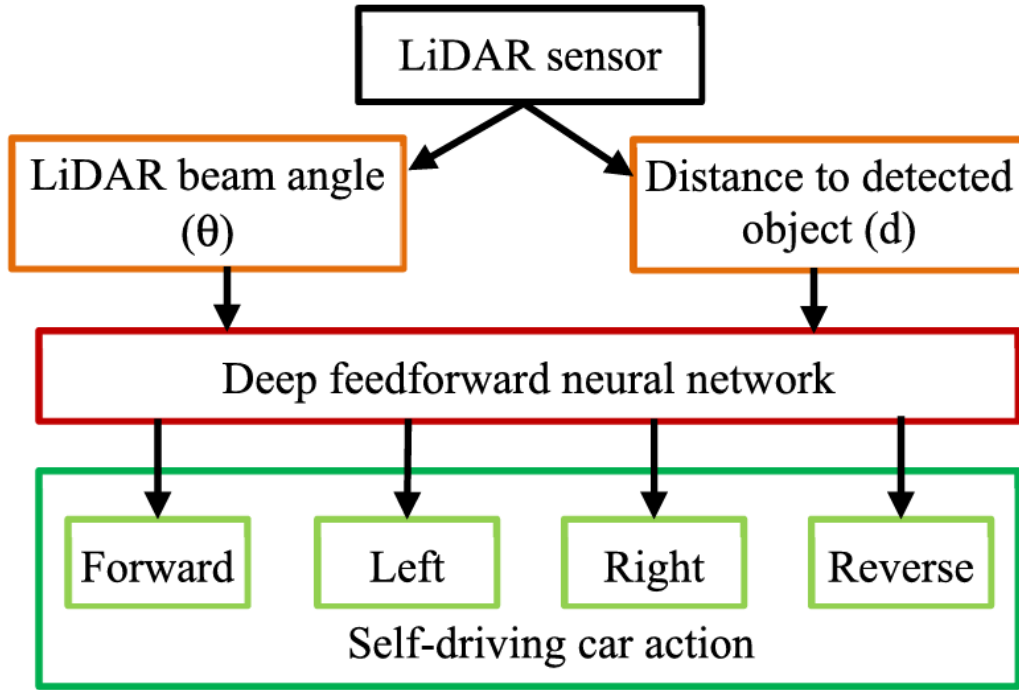 LiDAR sensor
LiDAR beam angle
(θ)
Distance to detected
object (d)
Deep feedforward neural network
Forward
Left
Right
Reverse
Self-driving car action